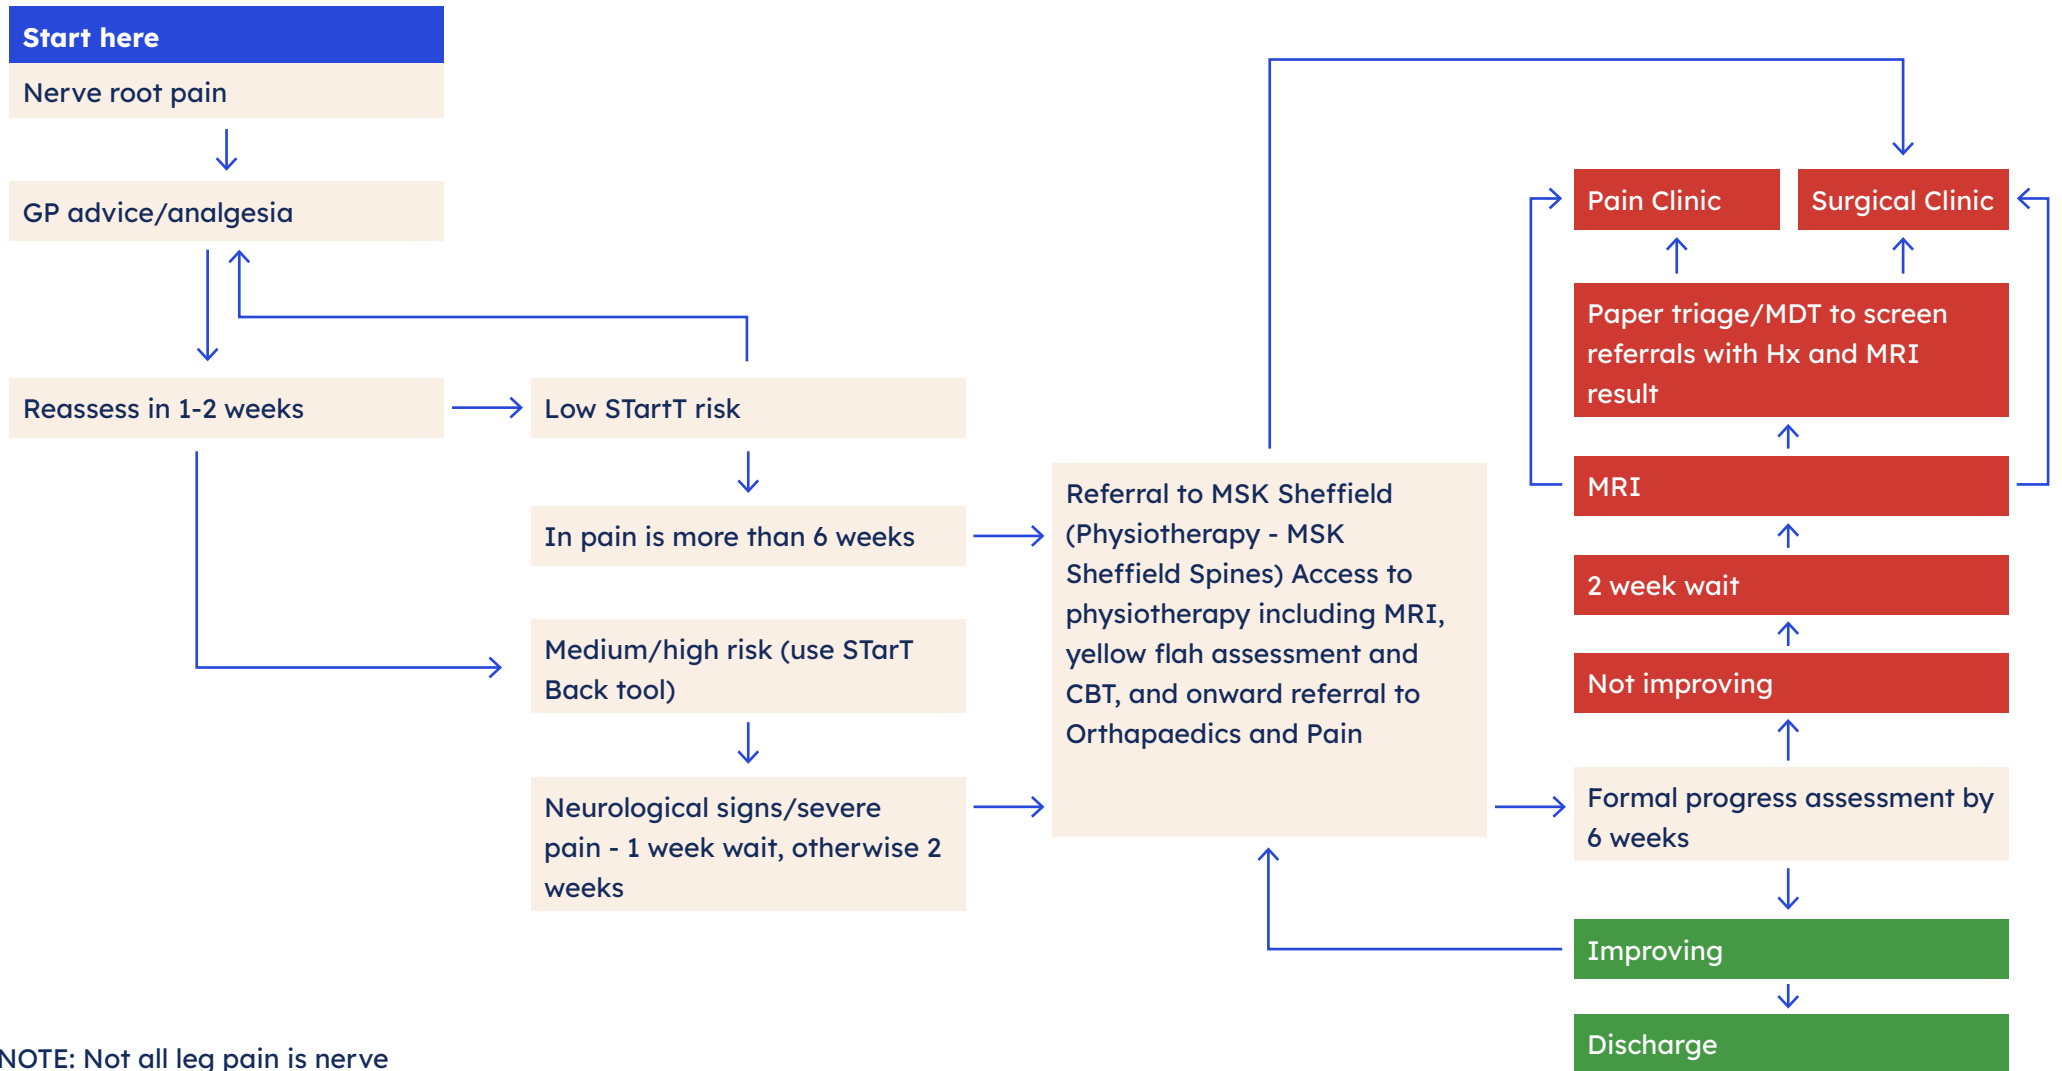 Start here
Nerve root pain
GP advice/analgesia
Reassess in 1-2 weeks
Low STartT risk
In pain is more than 6 weeks
Medium/high risk (use STarT
Back tool)
Neurological signs/severe
pain - 1 week wait, otherwise 2
weeks
Referral to MSK Sheffield
(Physiotherapy - MSK
Sheffield Spines) Access to
physiotherapy including MRI,
yellow flah assessment and
CBT, and onward referral to
Orthapaedics and Pain
Pain Clinic
Surgical Clinic
Paper triage/MDT to screen
referrals with Hx and MRI
result
MRI
2 week wait
Not improving
Formal progress assessment by
6 weeks
Improving
Discharge
NOTE: Not all leg pain is nerve